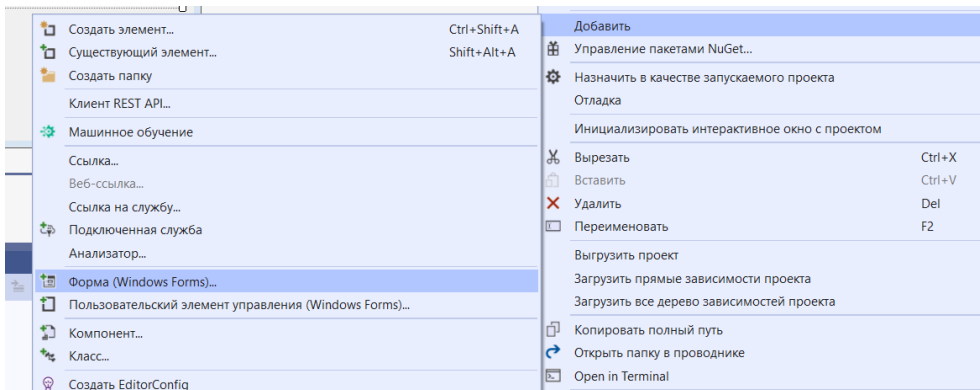 Создать элемент... Ctrl+Shift+A
Существующий элемент... Shift+Alt+A
Создать папку
Клиент REST API...
Машинное обучение
Ссылка...
Веб-ссылка...
Ссылка на службу...
Подключенная служба
Анализатор...
Форма (Windows Forms)...
Пользовательский элемент управления (Windows Forms)...
Компонент...
Класс...
Создать EditorConfig
Добавить
Управление пакетами NuGet...
Назначить в качестве запускаемого проекта
Отладка
Инициализировать интерактивное окно с проектом
Вырезать Ctrl+X
Вставить Ctrl+V
Удалить Del
Переименовать F2
Выгрузить проект
Загрузить прямые зависимости проекта
Загрузить все дерево зависимостей проекта
Копировать полный путь
Открыть папку в проводнике
Open in Terminal